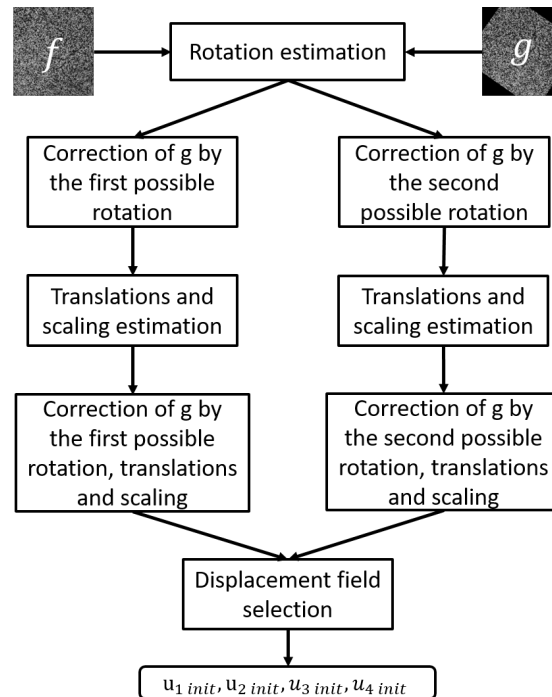 f
Rotation estimation
g
Correction of g by
the first possible
rotation
Correction of g by
the second
possible rotation
Translations and
scaling estimation
Translations and
scaling estimation
Correction of g by
the first possible
rotation, translations
and scaling
Correction of g by
the second possible
rotation, translations
and scaling
Displacement field
selection
u₁ init, u₂ init, u₃ init, u₄ init